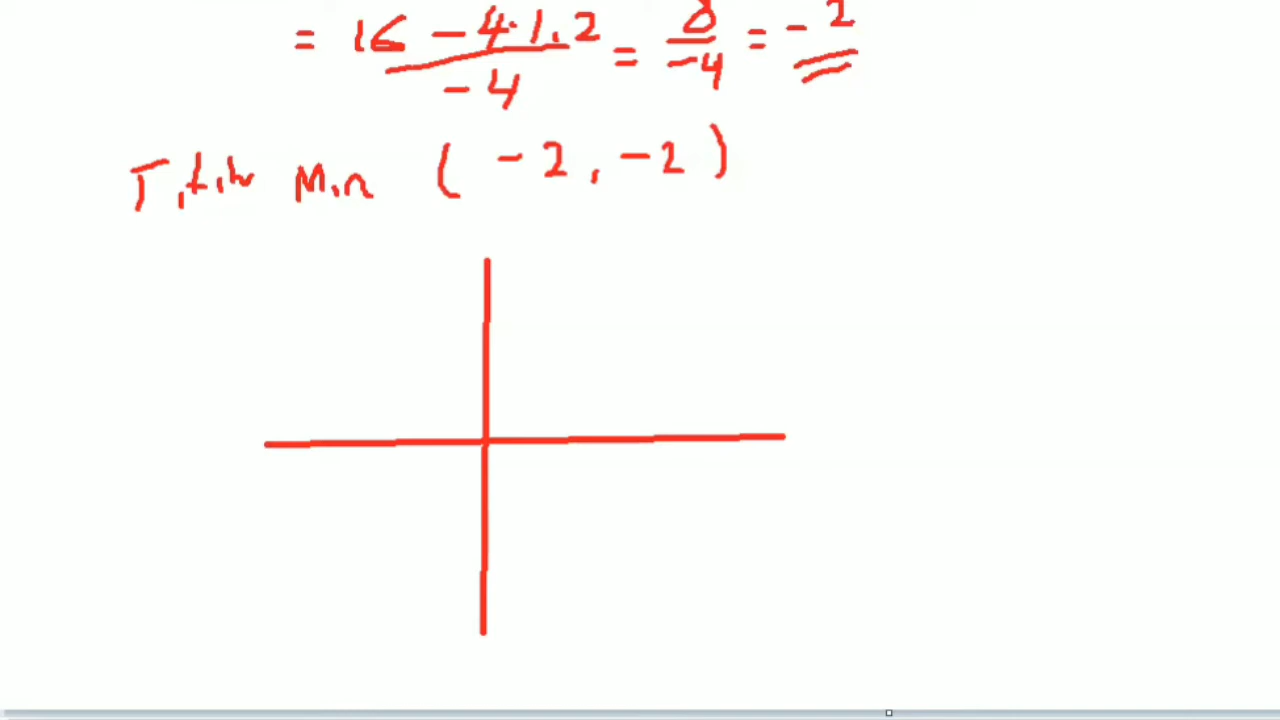 = 16 - 4.1.2 / -4 = 8 / -4 = -2
Titik Min ( -2, -2 )